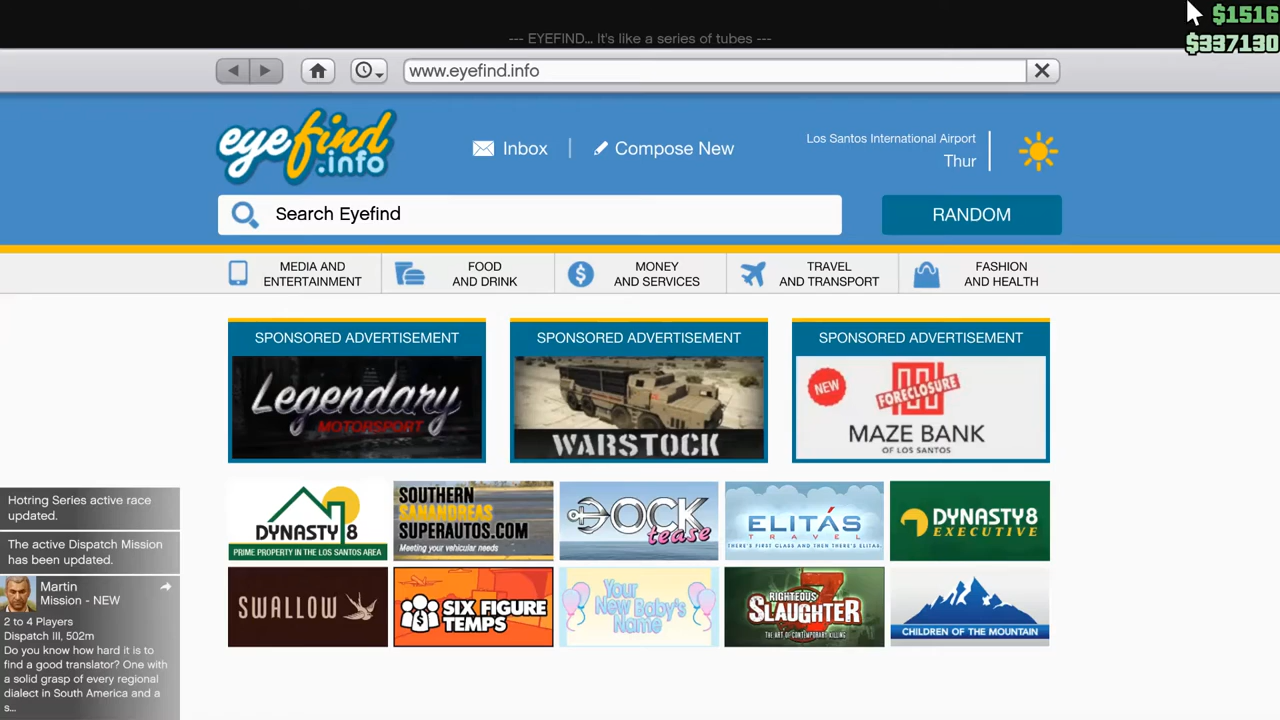 $1516
--- EYEFIND... It's like a series of tubes ---
$337130
www.eyefind.info
eyefind
.info
Inbox
Compose New
Los Santos International Airport
Thur
Search Eyefind
RANDOM
MEDIA AND
ENTERTAINMENT
FOOD
AND DRINK
MONEY
AND SERVICES
TRAVEL
AND TRANSPORT
FASHION
AND HEALTH
SPONSORED ADVERTISEMENT
Legendary
MOTORSPORT
SPONSORED ADVERTISEMENT
WARSTOCK
SPONSORED ADVERTISEMENT
NEW
FORECLOSURE
MAZE BANK
OF LOS SANTOS
DYNASTY 8
PRIME PROPERTY IN THE LOS SANTOS AREA
SOUTHERN
SANANDREAS
SUPERAUTOS.COM
Meeting your vehicular needs
DOCK
tease
ELITÁS
TRAVEL
THERE'S FIRST CLASS AND THEN THERE'S ELITAS.
DYNASTY 8
EXECUTIVE
SWALLOW
SIX FIGURE
TEMPS
Your
New Baby's
Name
RIGHTEOUS
SLAUGHTER
7
THE ART OF CONTEMPORARY KILLING
CHILDREN OF THE MOUNTAIN
Hotring Series active race
updated.
The active Dispatch Mission
has been updated.
Martin
Mission - NEW
2 to 4 Players
Dispatch III, 502m
Do you know how hard it is to
find a good translator? One with
a solid grasp of every regional
dialect in South America and a
s...